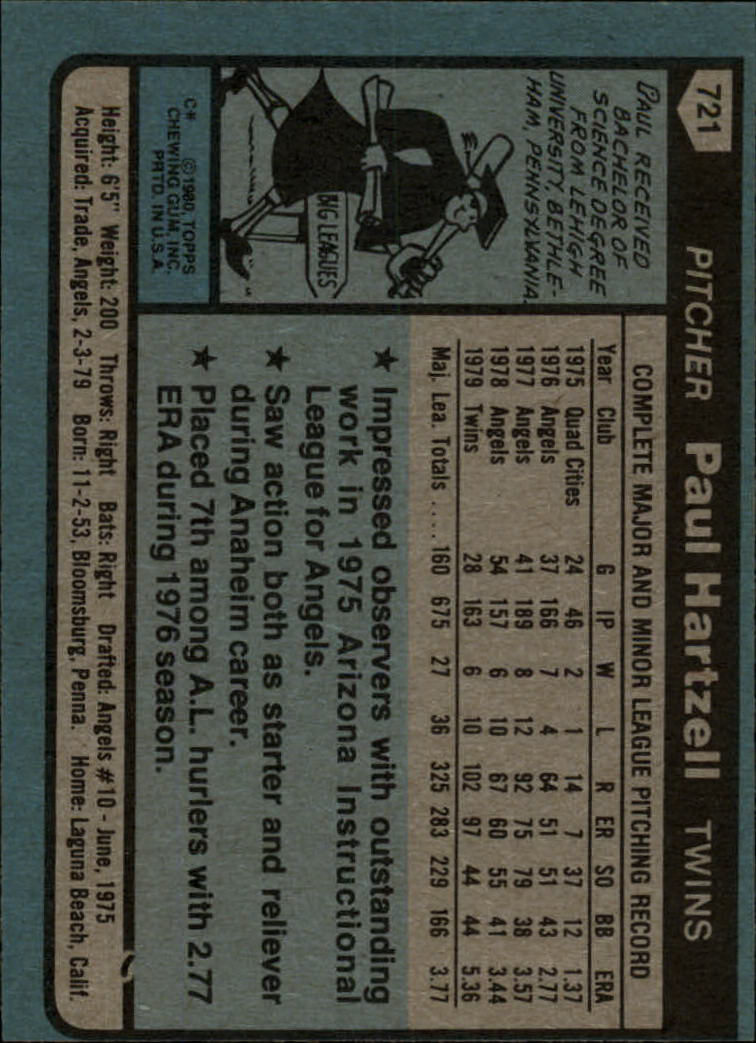 721
PITCHER Paul Hartzell TWINS
PAUL RECEIVED
BACHELOR OF
SCIENCE DEGREE
FROM LEHIGH
UNIVERSITY, BETHLE-
HAM, PENNSYLVANIA.
BIG LEAGUES
C* © 1980, TOPPS
CHEWING GUM, INC.
PRTD. IN U.S.A.
COMPLETE MAJOR AND MINOR LEAGUE PITCHING RECORD
Year Club G IP W L R ER SO BB ERA
1975 Quad Cities 24 46 2 1 14 7 37 12 1.37
1976 Angels 37 166 7 4 64 51 51 43 2.77
1977 Angels 41 189 8 12 92 75 79 38 3.57
1978 Angels 54 157 6 10 67 60 55 41 3.44
1979 Twins 28 163 6 10 102 97 44 44 5.36
Maj. Lea. Totals .... 160 675 27 36 325 283 229 166 3.77
★ Impressed observers with outstanding
work in 1975 Arizona Instructional
League for Angels.
★ Saw action both as starter and reliever
during Anaheim career.
★ Placed 7th among A.L. hurlers with 2.77
ERA during 1976 season.
Height: 6'5" Weight: 200 Throws: Right Bats: Right Drafted: Angels #10 - June, 1975
Acquired: Trade, Angels, 2-3-79 Born: 11-2-53, Bloomsburg, Penna. Home: Laguna Beach, Calif.